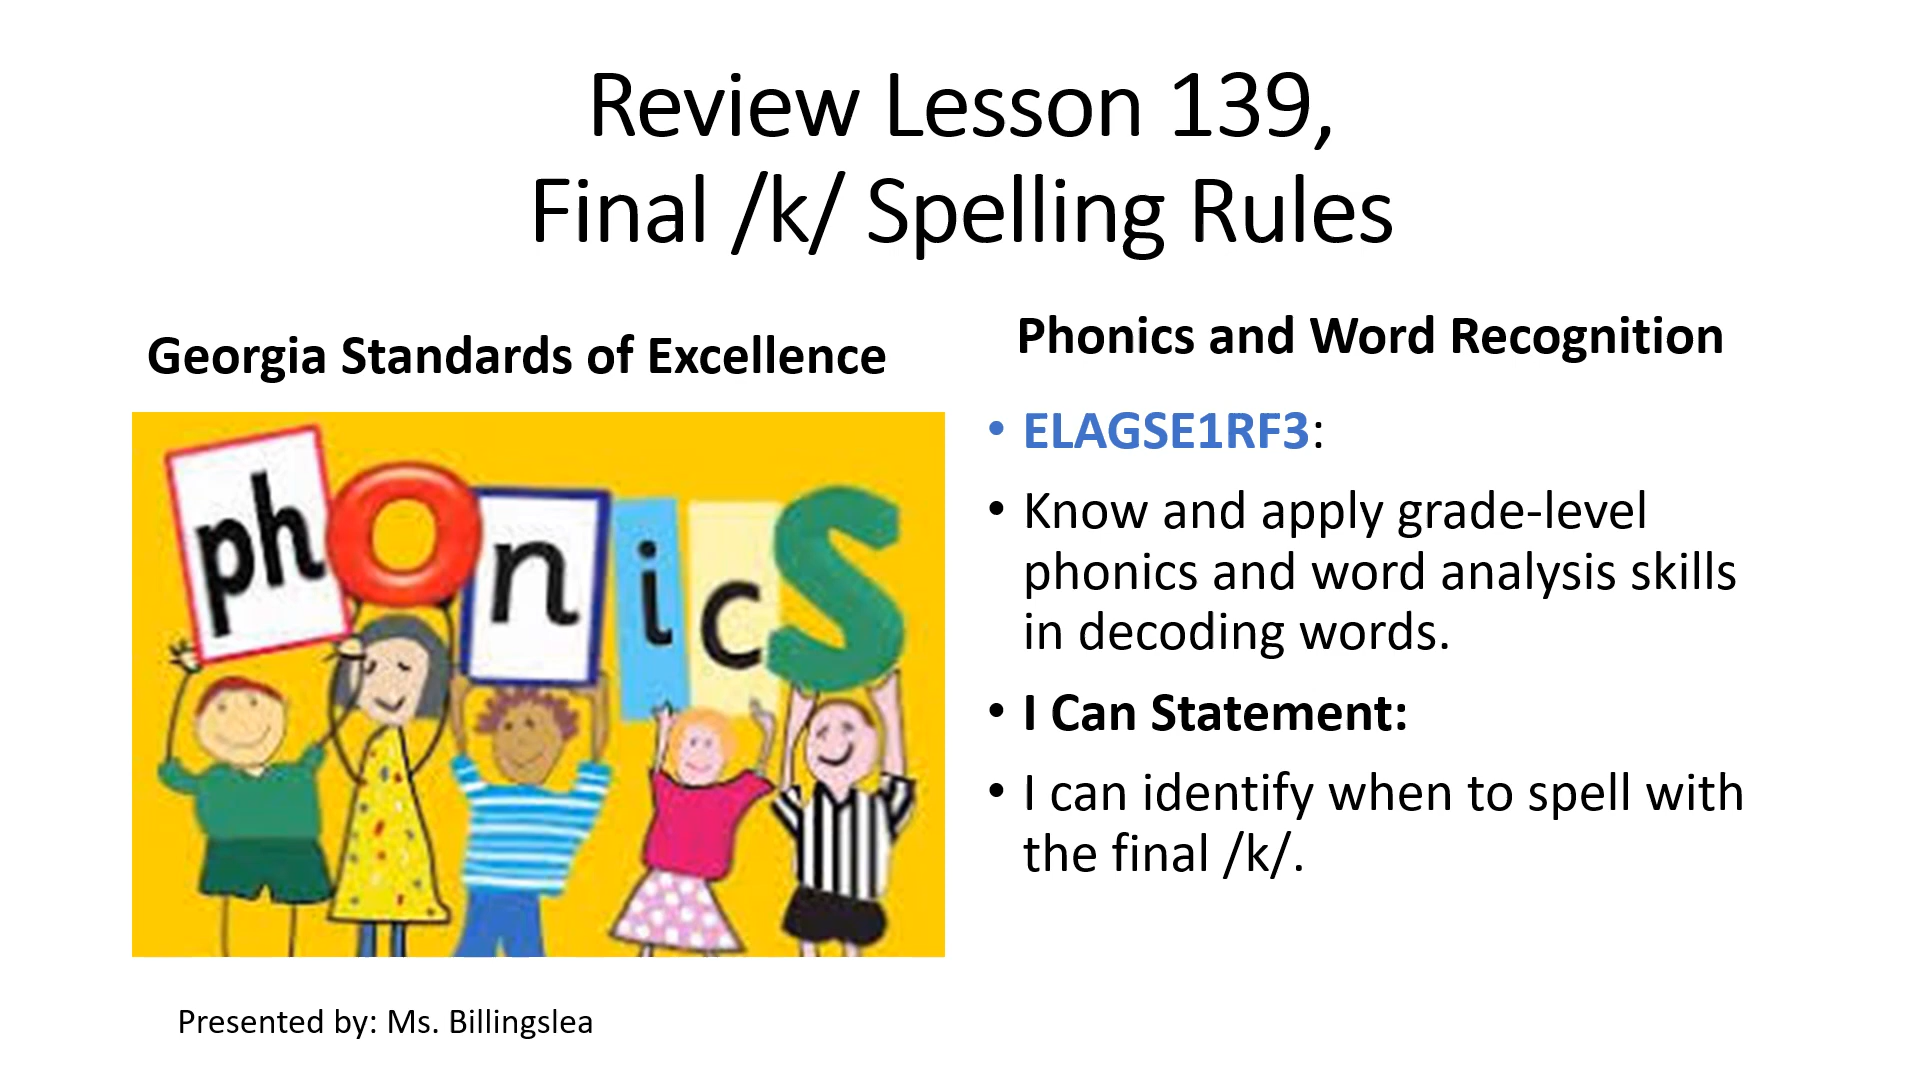 Review Lesson 139,
Final /k/ Spelling Rules
Georgia Standards of Excellence
phonics
Presented by: Ms. Billingslea
Phonics and Word Recognition
• ELAGSE1RF3:
• Know and apply grade-level
phonics and word analysis skills
in decoding words.
• I Can Statement:
• I can identify when to spell with
the final /k/.